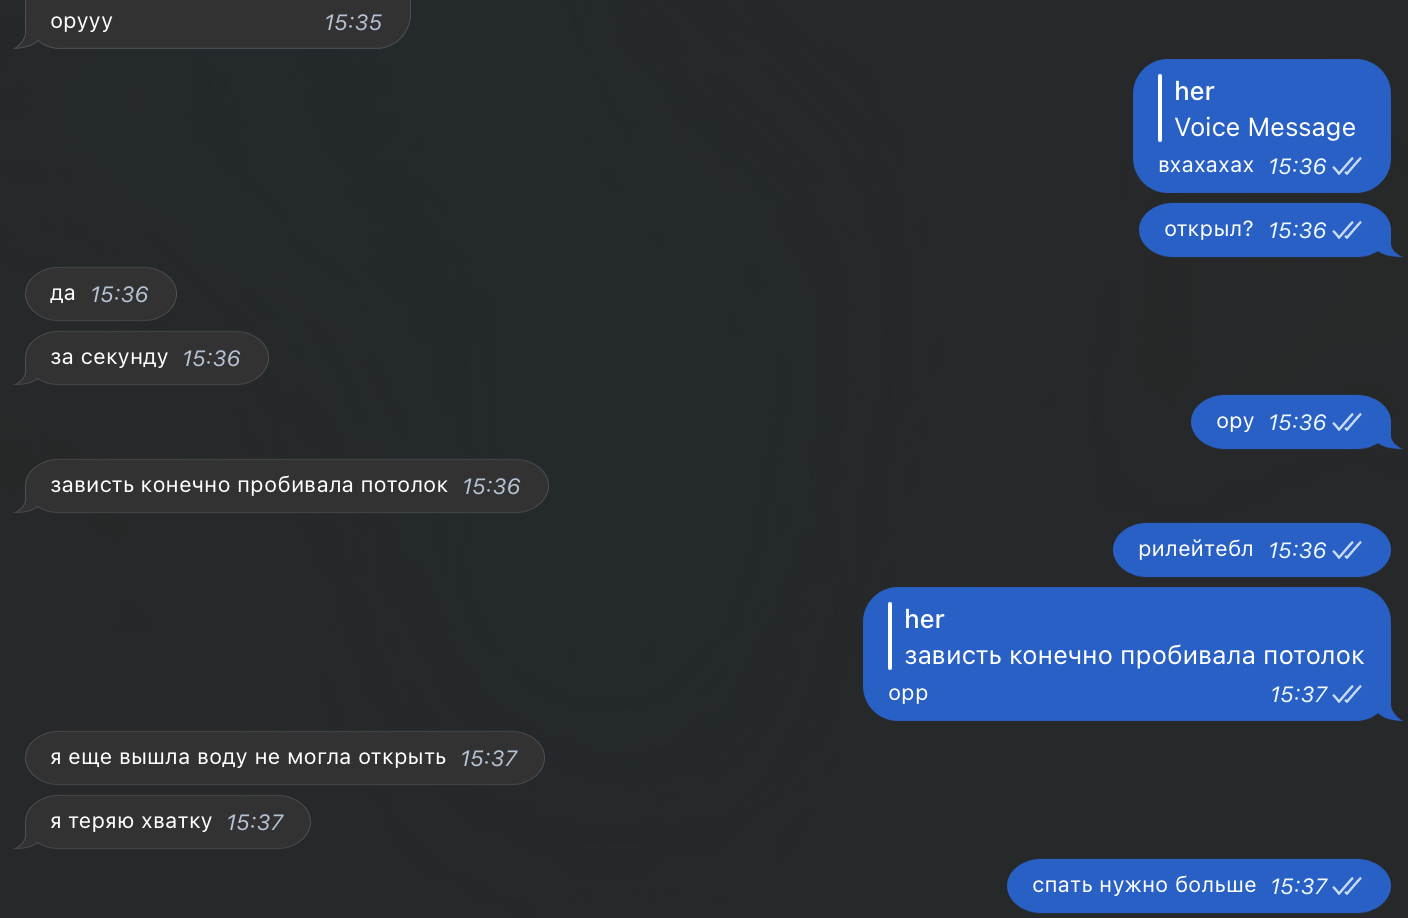 орууу 15:35
her
Voice Message
вхахахах 15:36
открыл? 15:36
да 15:36
за секунду 15:36
ору 15:36
зависть конечно пробивала потолок 15:36
рилейтебл 15:36
her
зависть конечно пробивала потолок
орр 15:37
я еще вышла воду не могла открыть 15:37
я теряю хватку 15:37
спать нужно больше 15:37